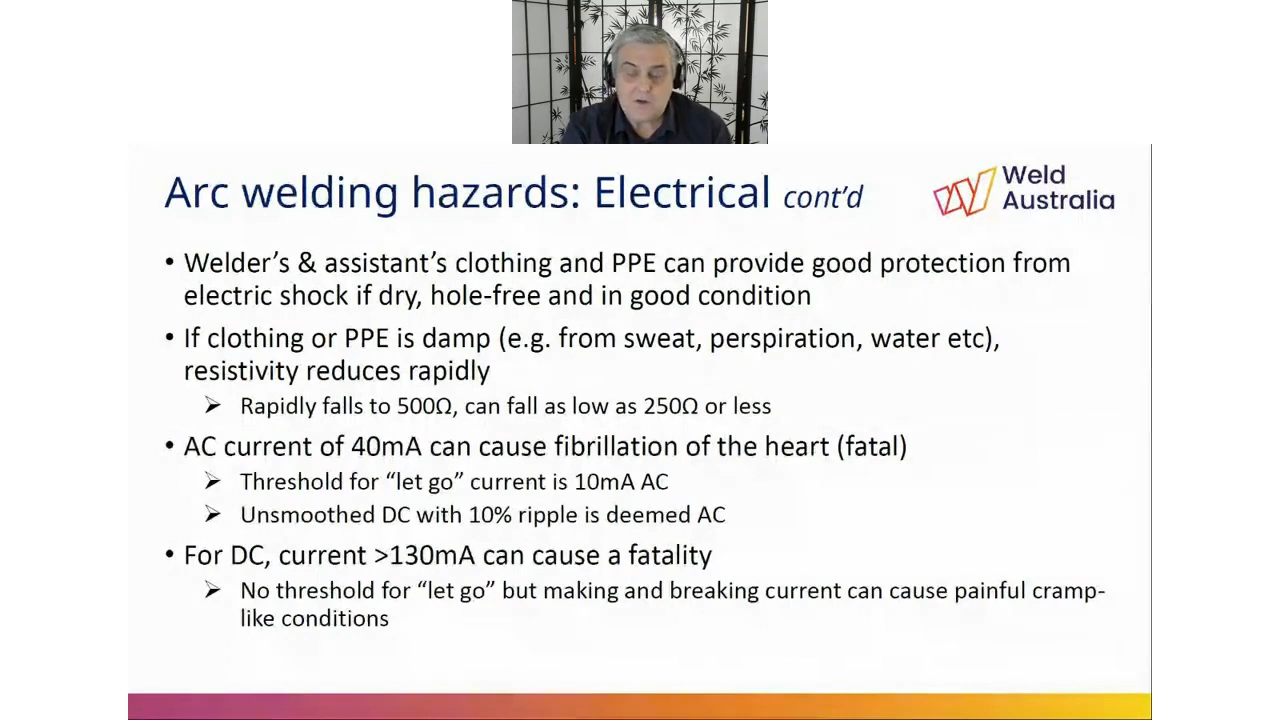 Arc welding hazards: Electrical cont’d
Weld
Australia
• Welder’s & assistant’s clothing and PPE can provide good protection from
electric shock if dry, hole-free and in good condition
• If clothing or PPE is damp (e.g. from sweat, perspiration, water etc),
resistivity reduces rapidly
➢ Rapidly falls to 500Ω, can fall as low as 250Ω or less
• AC current of 40mA can cause fibrillation of the heart (fatal)
➢ Threshold for “let go” current is 10mA AC
➢ Unsmoothed DC with 10% ripple is deemed AC
• For DC, current >130mA can cause a fatality
➢ No threshold for “let go” but making and breaking current can cause painful cramp-
like conditions